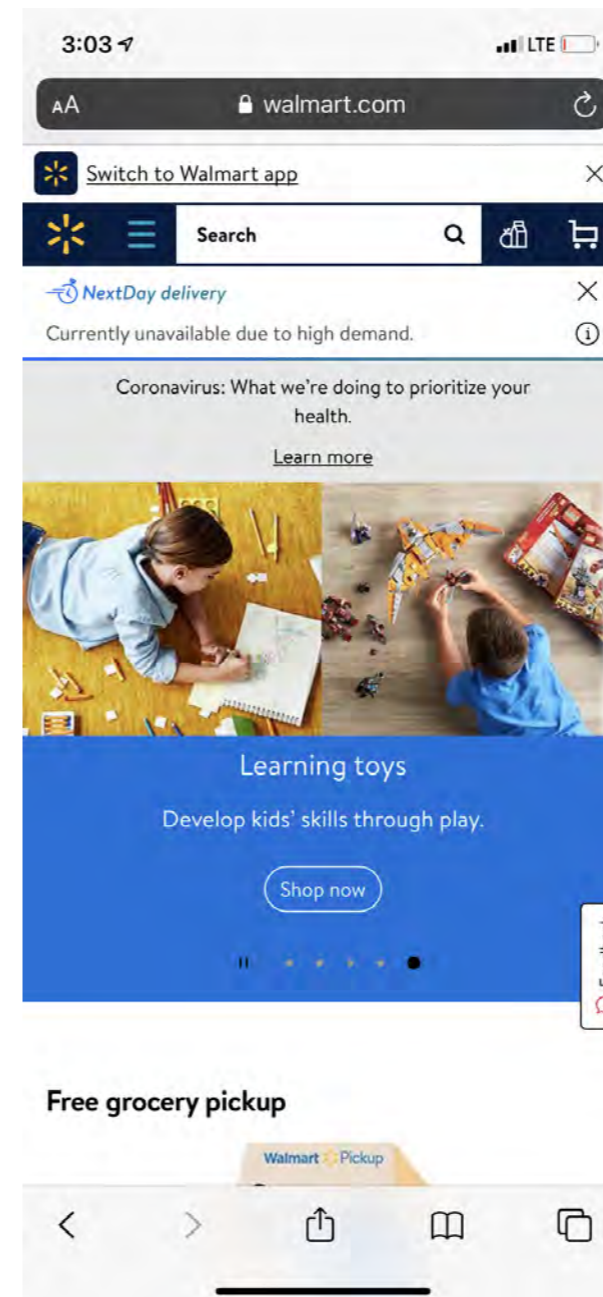 3:03
LTE
AA
walmart.com
Switch to Walmart app
Search
NextDay delivery
Currently unavailable due to high demand.
Coronavirus: What we're doing to prioritize your
health.
Learn more
Learning toys
Develop kids' skills through play.
Shop now
Free grocery pickup
Walmart Pickup